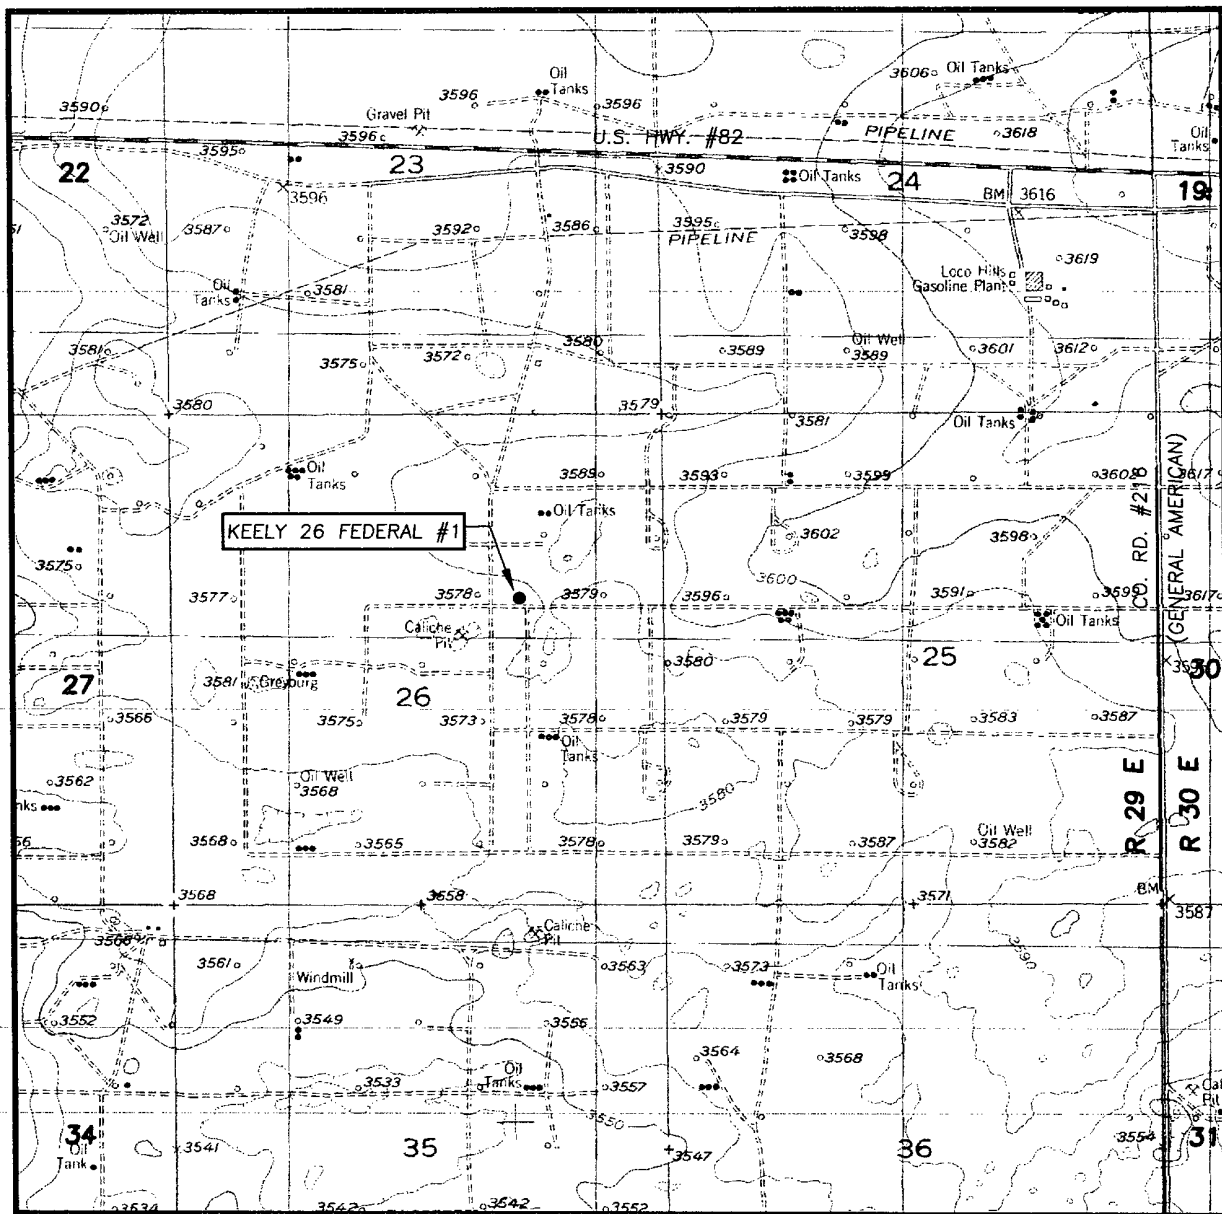 3606
Oil Tanks
Oil
Tanks
3590
3596
3596
Gravel Pit
3596
U.S. HWY. #82
PIPELINE
3618
Oil
Tanks
3595
22
23
3590
Oil Tanks
24
19
3596
BM 3616
3572
Oil Well
3587
3592
3586
3595
PIPELINE
3598
3619
Loco Hills
Gasoline Plant
Oil
Tanks
3581
3581
3575
3572
3580
3589
Oil Well
3589
3601
3612
3580
3579
3581
Oil Tanks
Oil
Tanks
3589
3593
3599
3602
3617
CO. RD. #218
(GENERAL AMERICAN)
Oil Tanks
KEELY 26 FEDERAL #1
3602
3598
3575
3577
3578
3579
3596
3600
3591
3617
Caliche
Pit
Oil Tanks
27
3581
Greyburg
26
3580
25
30
3566
3575
3573
3578
3579
3579
3583
3587
Oil
Tanks
3562
Oil Well
3568
3580
R 29 E
R 30 E
3568
3565
3578
3579
3587
Oil Well
3582
3568
3658
3571
BM
3587
Caliche
Pit
3566
3561
Windmill
3563
3573
Oil
Tanks
3590
3552
3549
3556
3564
3568
3533
Oil
Tanks
3557
3550
34
Oil
Tank
3541
35
3547
36
3554
31
3534
3542
3542
3552